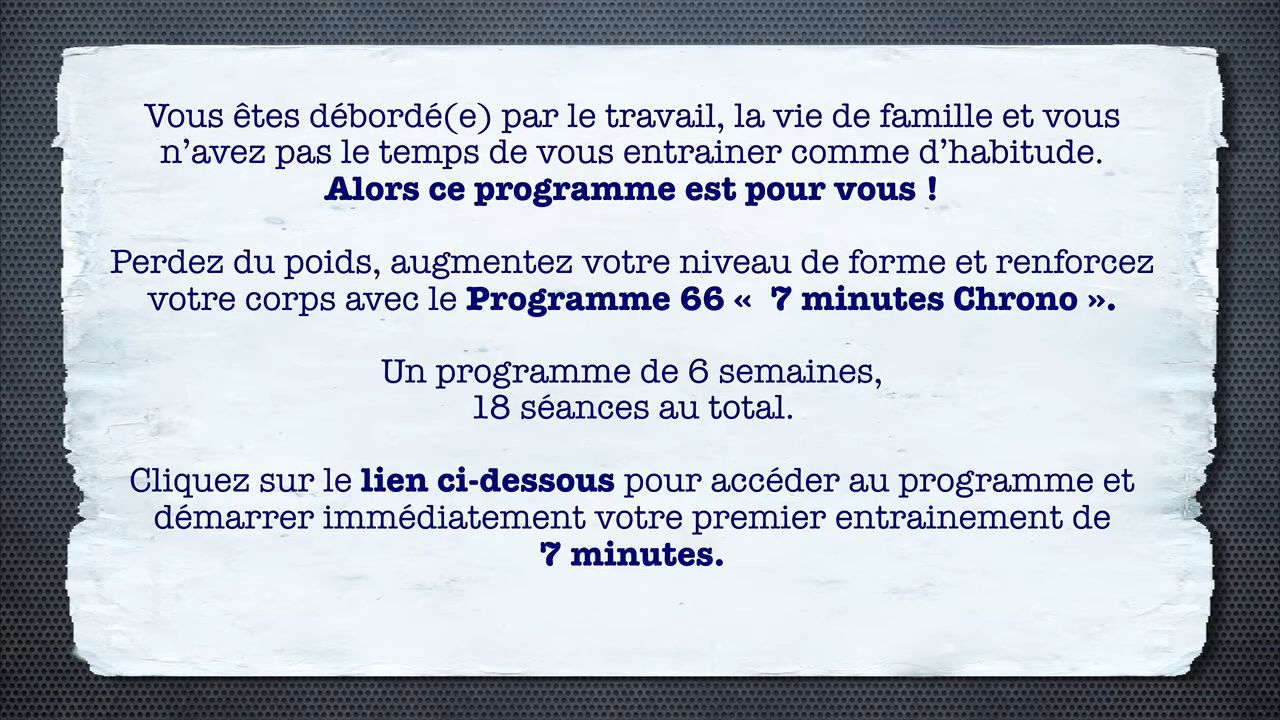 Vous êtes débordé(e) par le travail, la vie de famille et vous
n’avez pas le temps de vous entrainer comme d’habitude.
Alors ce programme est pour vous !
Perdez du poids, augmentez votre niveau de forme et renforcez
votre corps avec le Programme 66 «  7 minutes Chrono ».
Un programme de 6 semaines,
18 séances au total.
Cliquez sur le lien ci-dessous pour accéder au programme et
démarrer immédiatement votre premier entrainement de
7 minutes.